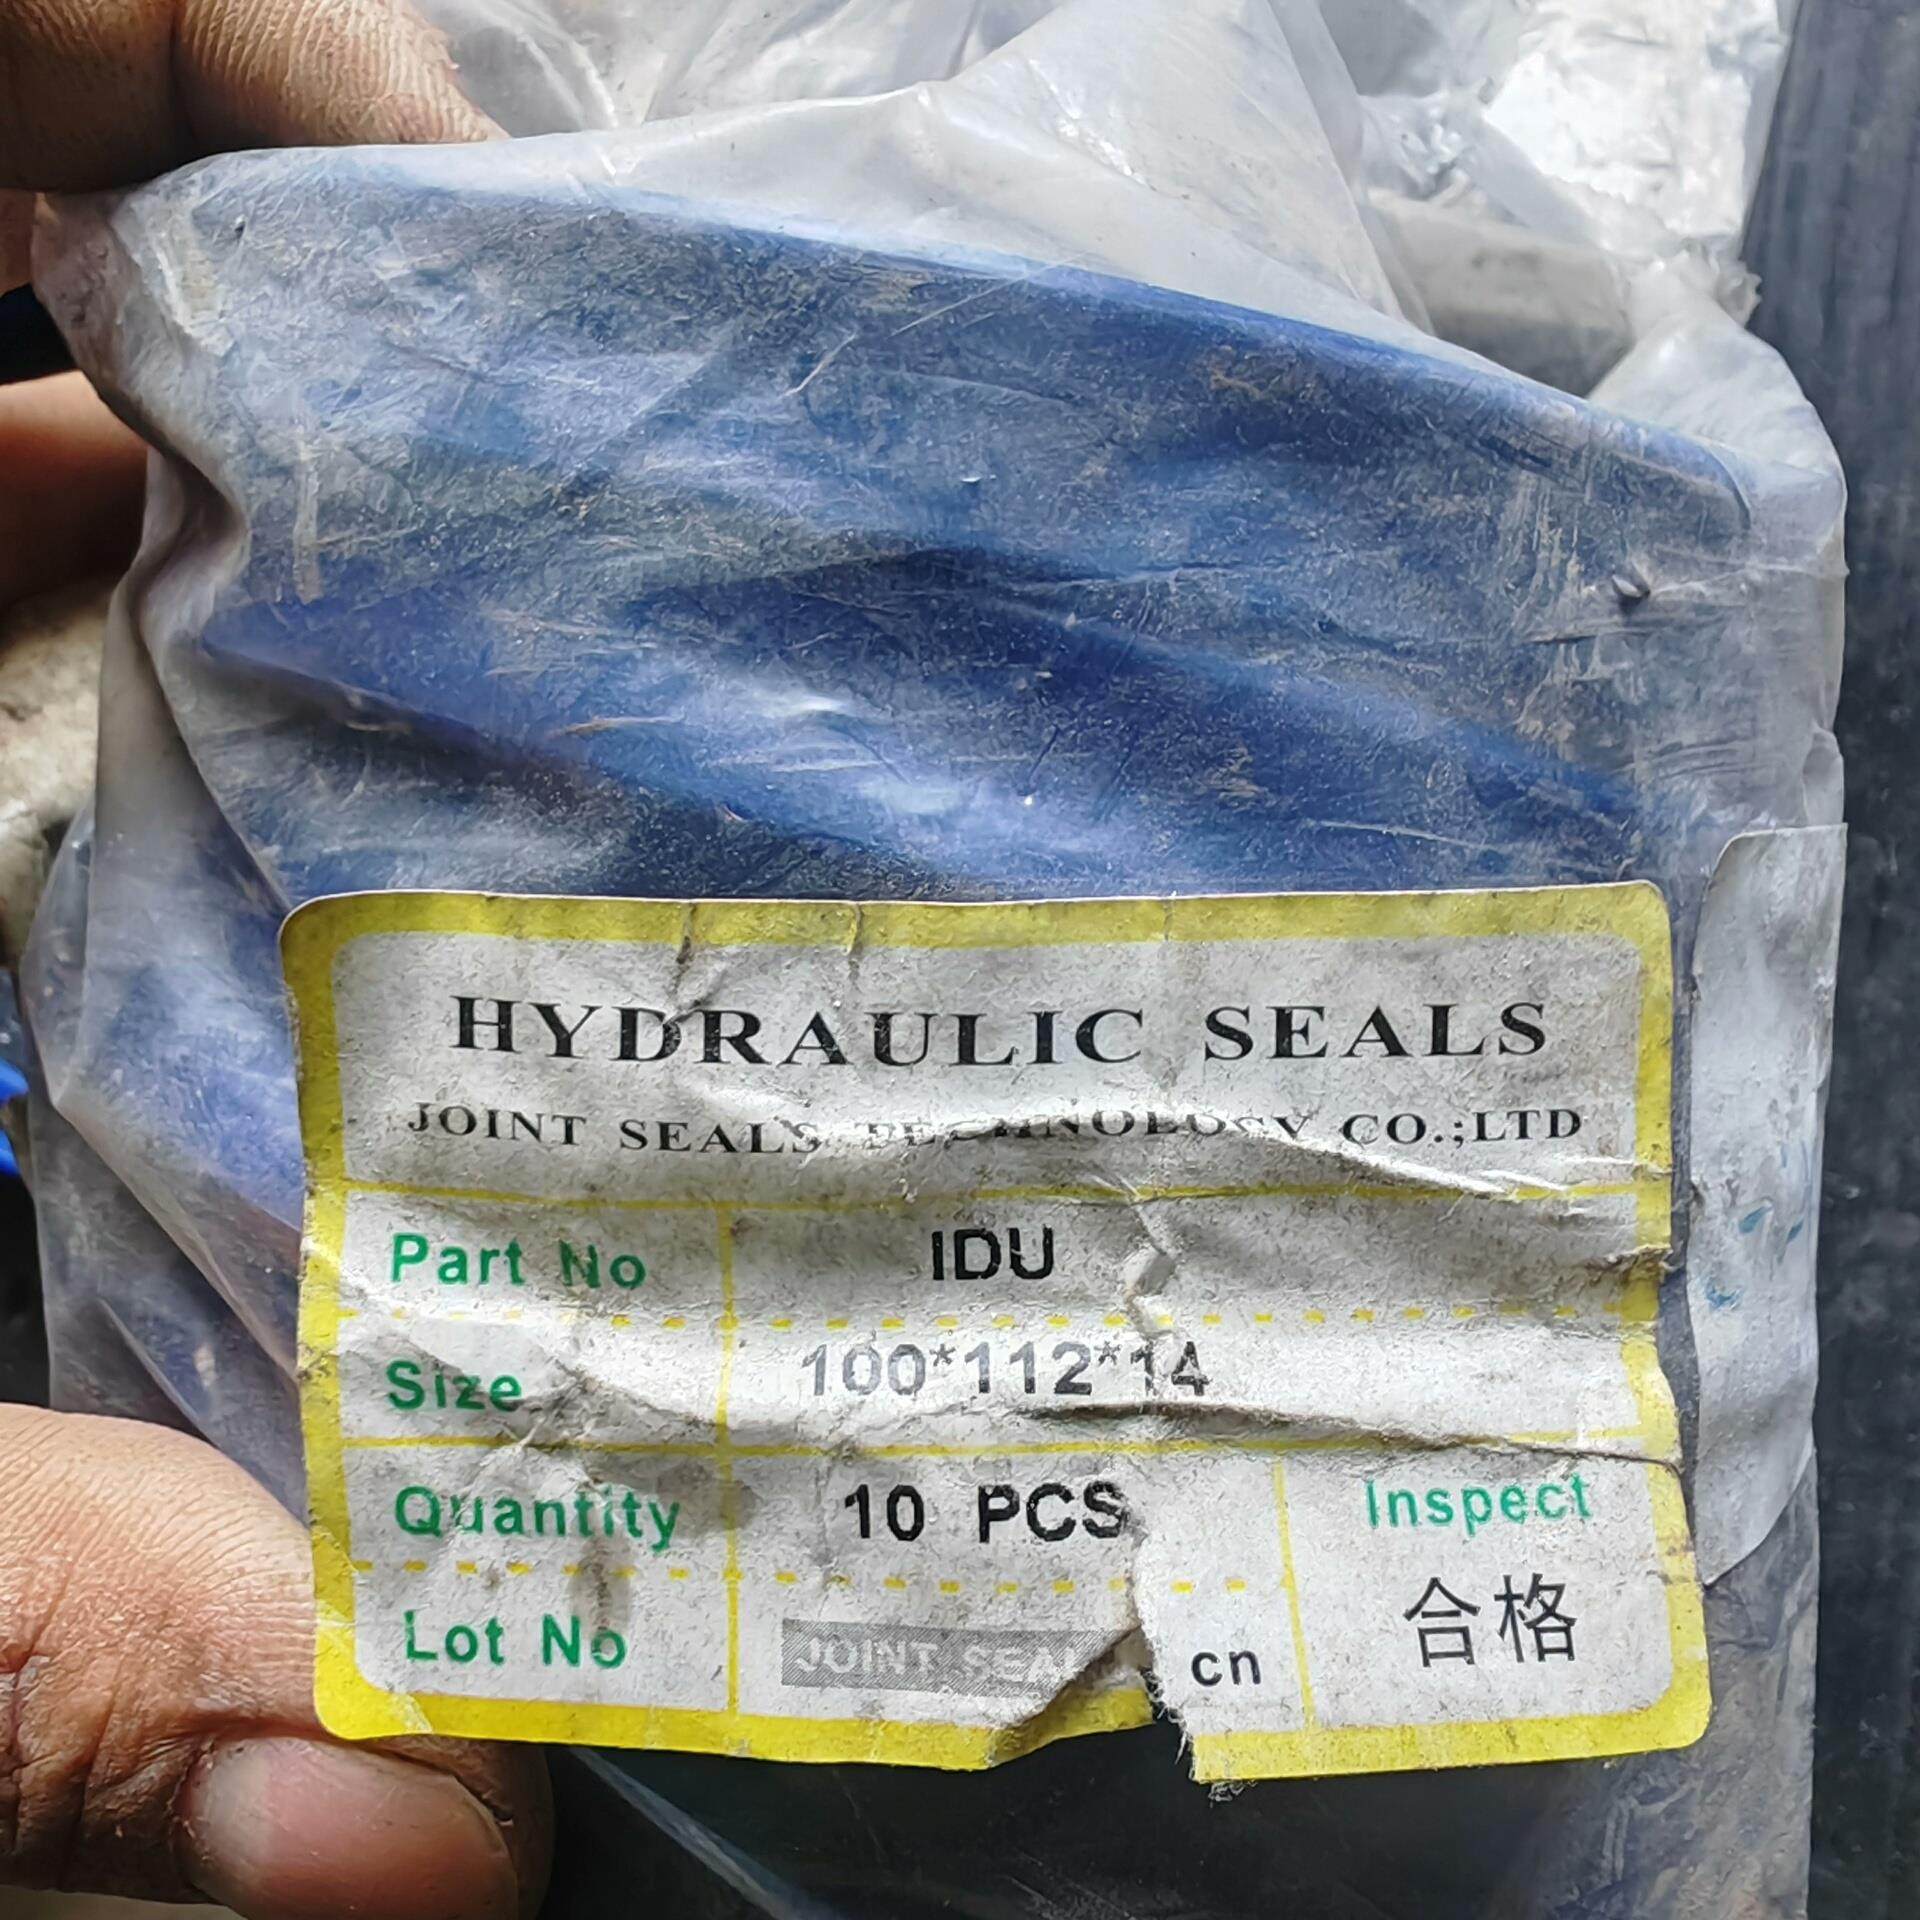 HYDRAULIC SEALS
JOINT SEALS TECHNOLOGY CO.;LTD
Part No IDU
Size 100*112*14
Quantity 10 PCS Inspect
Lot No JOINT SEAL cn 合格